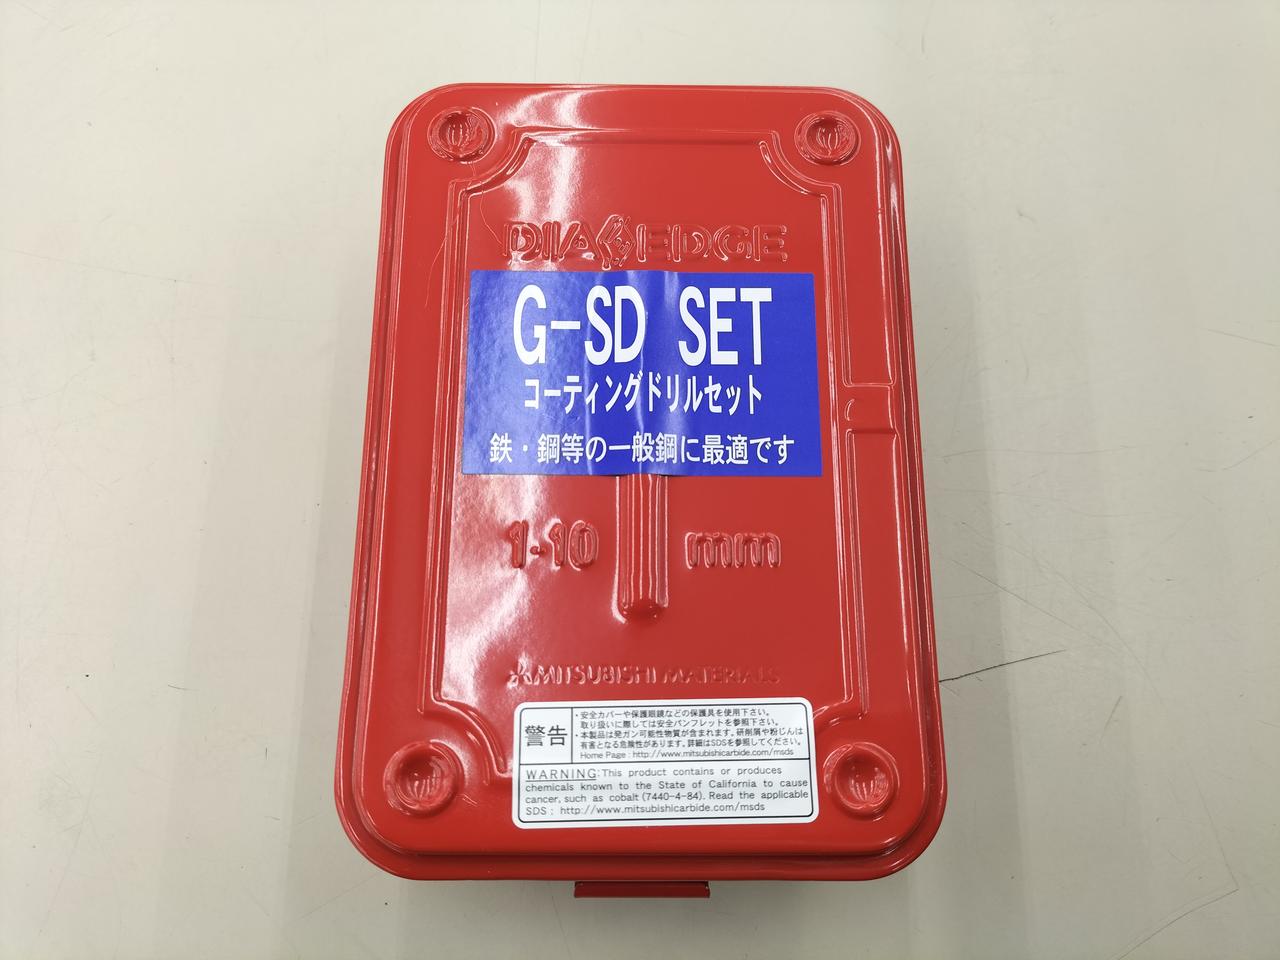 DIAEDGE
G-SD SET
コーティングドリルセット
鉄・鋼等の一般鋼に最適です
1-10 mm
MITSUBISHI MATERIALS
警告
・安全カバーや保護眼鏡などの保護具を使用下さい。
取り扱いに際しては安全パンフレットを参照下さい。
・本製品は発ガン可能性物質が含まれます。研削屑や粉じんは
有害となる危険性があります。詳細はSDSを参照してください。
Home Page : http://www.mitsubishicarbide.com/msds
WARNING:This product contains or produces
chemicals known to the State of California to cause
cancer, such as cobalt (7440-4-84). Read the applicable
SDS : http://www.mitsubishicarbide.com/msds